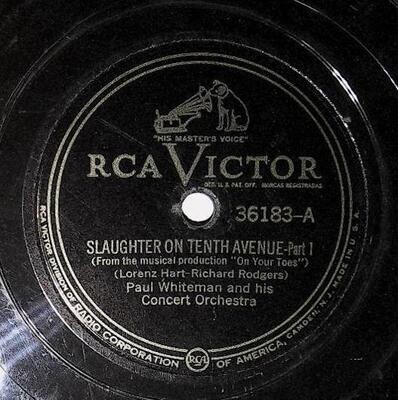 "HIS MASTER'S VOICE"
RCA VICTOR
REG. U.S. PAT. OFF. MARCAS REGISTRADAS
36183-A
SLAUGHTER ON TENTH AVENUE-Part 1
(From the musical production "On Your Toes")
(Lorenz Hart-Richard Rodgers)
Paul Whiteman and his
Concert Orchestra
RCA VICTOR DIVISION OF RADIO CORPORATION OF AMERICA, CAMDEN, N.J. MADE IN U.S.A.
RCA